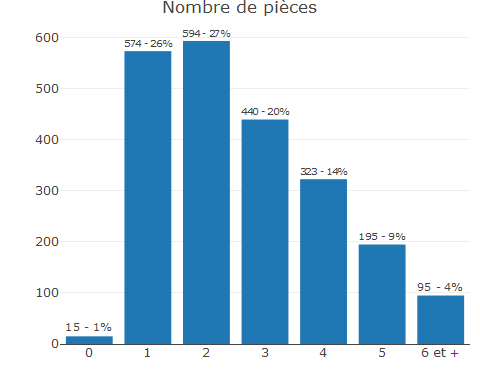 Nombre de pièces
600
500
400
300
200
100
0
15 - 1%
574 - 26%
594 - 27%
440 - 20%
323 - 14%
195 - 9%
95 - 4%
0 1 2 3 4 5 6 et +